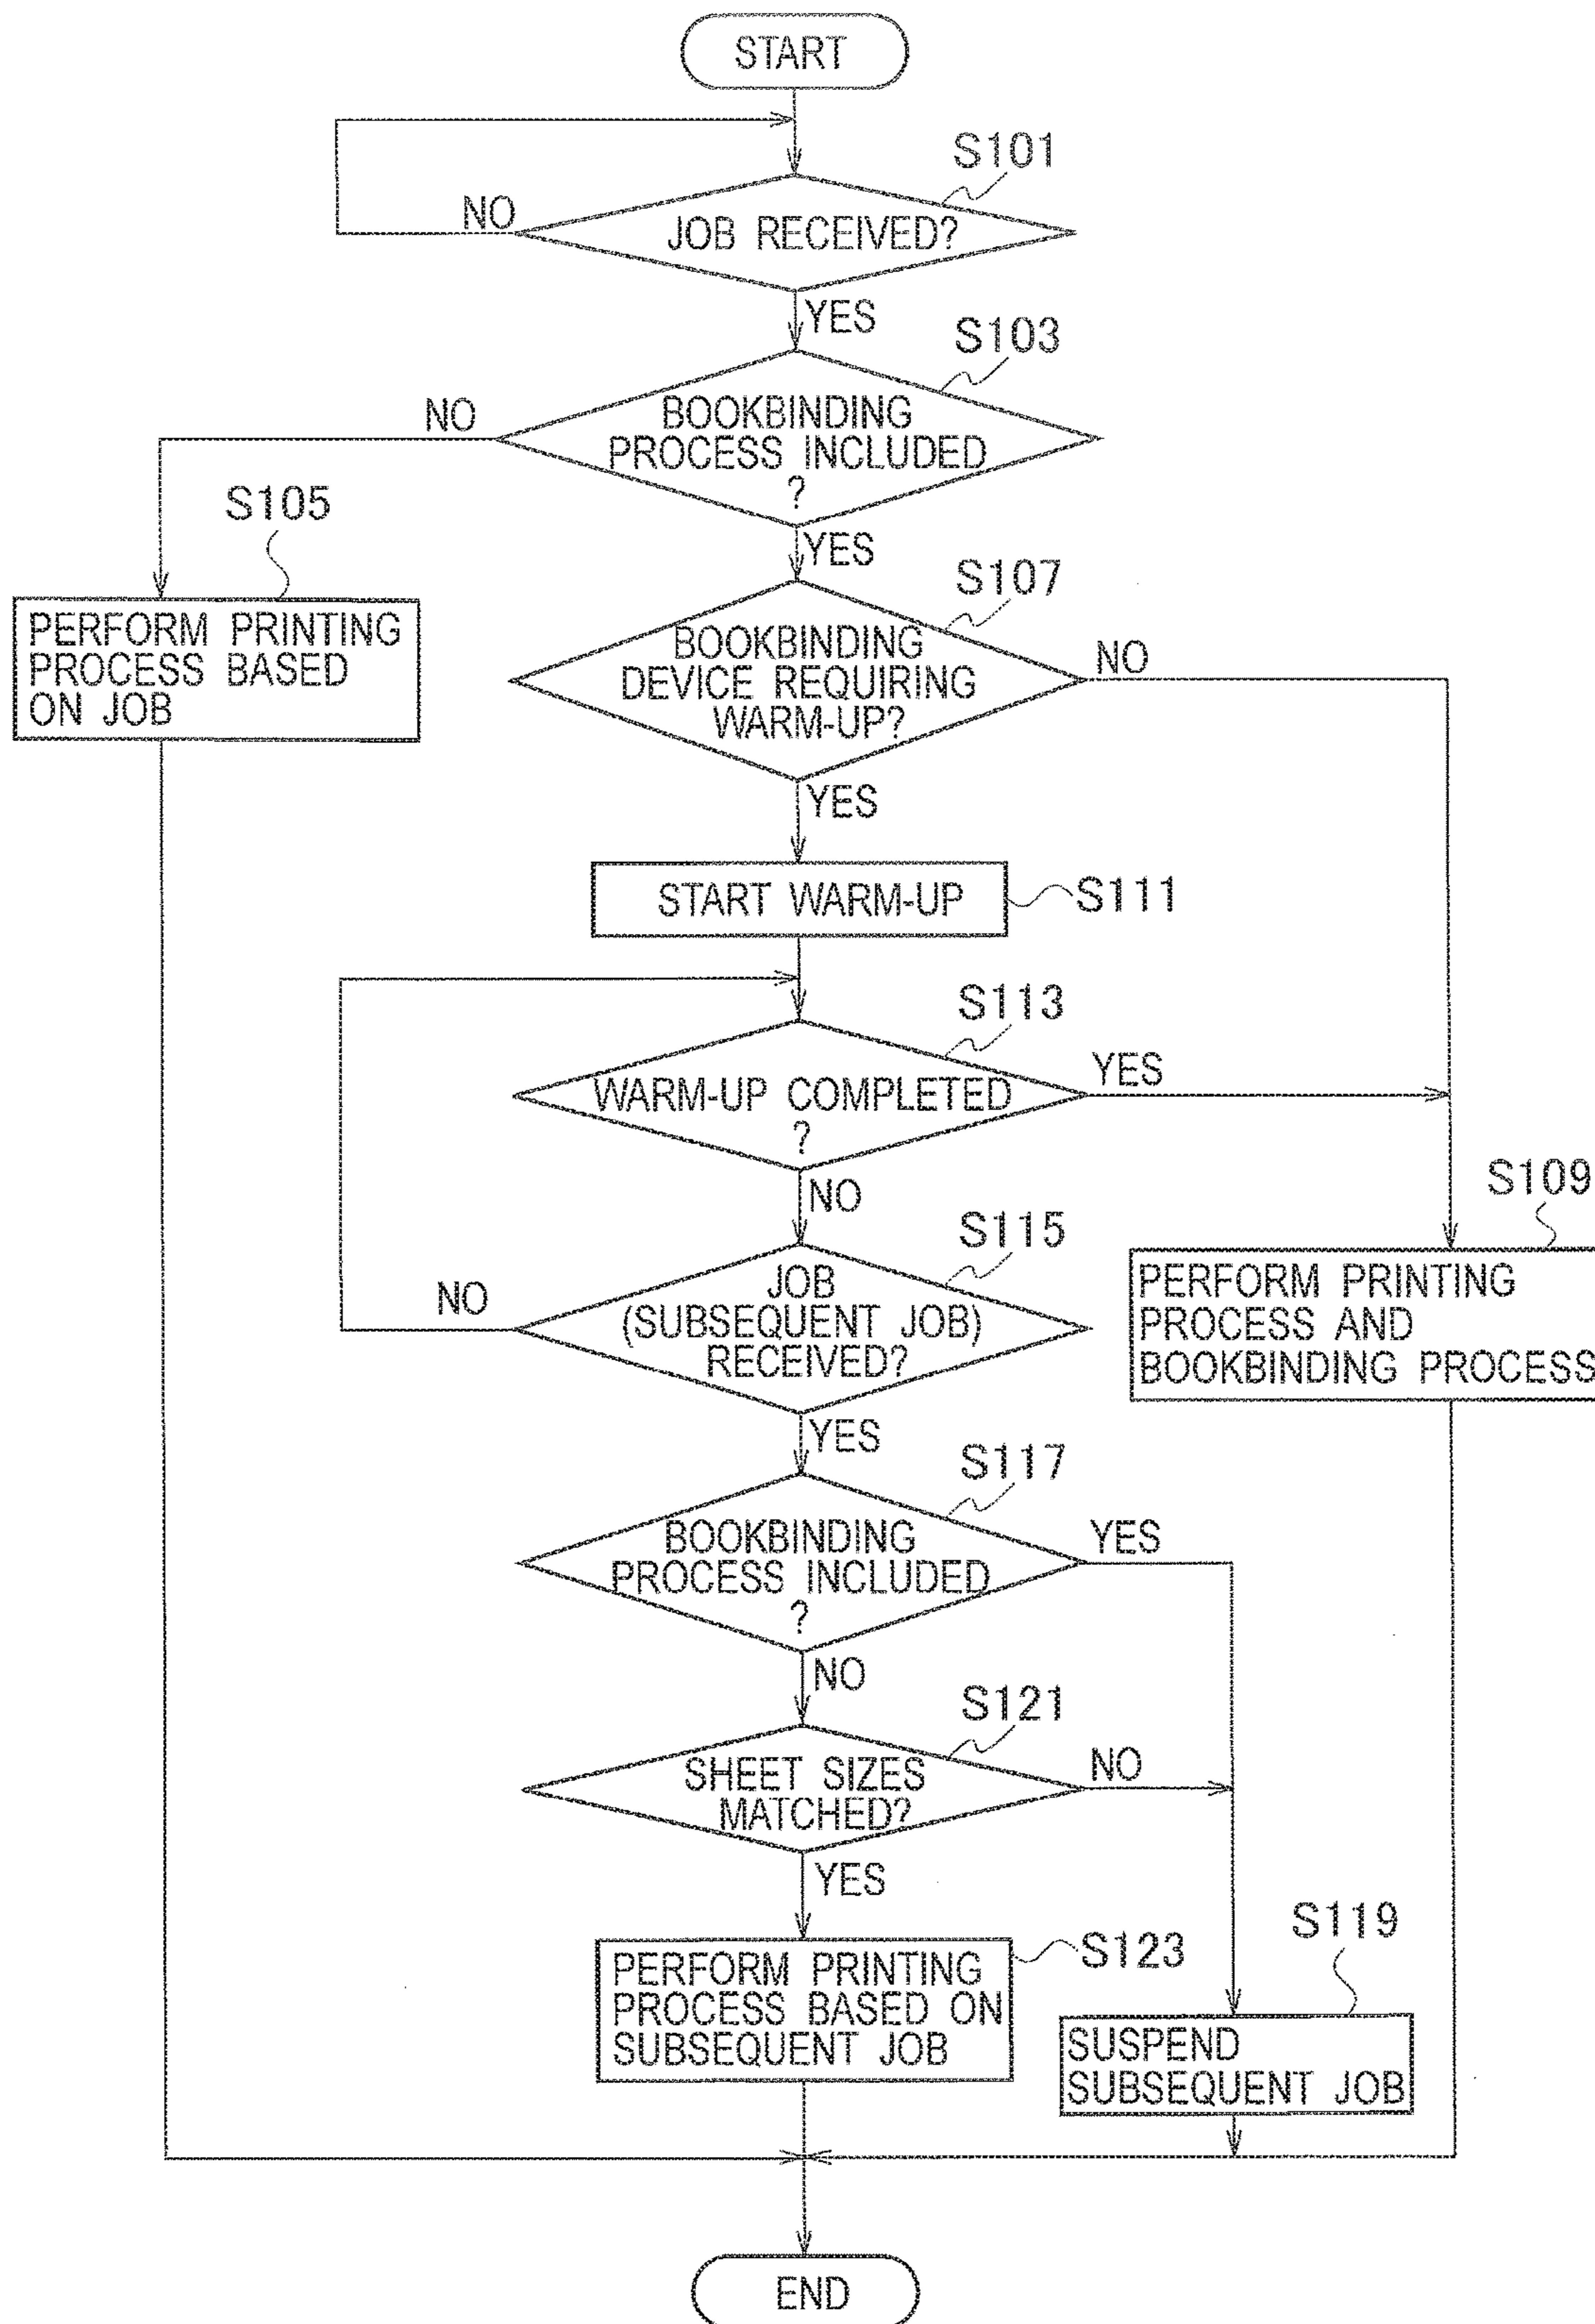 START
S101
NO
JOB RECEIVED?
YES
S103
NO
BOOKBINDING
PROCESS INCLUDED
?
YES
S105
PERFORM PRINTING
PROCESS BASED
ON JOB
S107
BOOKBINDING
DEVICE REQUIRING
WARM-UP?
NO
YES
START WARM-UP
S111
S113
WARM-UP COMPLETED
?
YES
NO
S109
PERFORM PRINTING
PROCESS AND
BOOKBINDING PROCESS
S115
NO
JOB
(SUBSEQUENT JOB)
RECEIVED?
YES
S117
BOOKBINDING
PROCESS INCLUDED
?
YES
NO
S121
SHEET SIZES
MATCHED?
NO
YES
S123
PERFORM PRINTING
PROCESS BASED ON
SUBSEQUENT JOB
S119
SUSPEND
SUBSEQUENT JOB
END